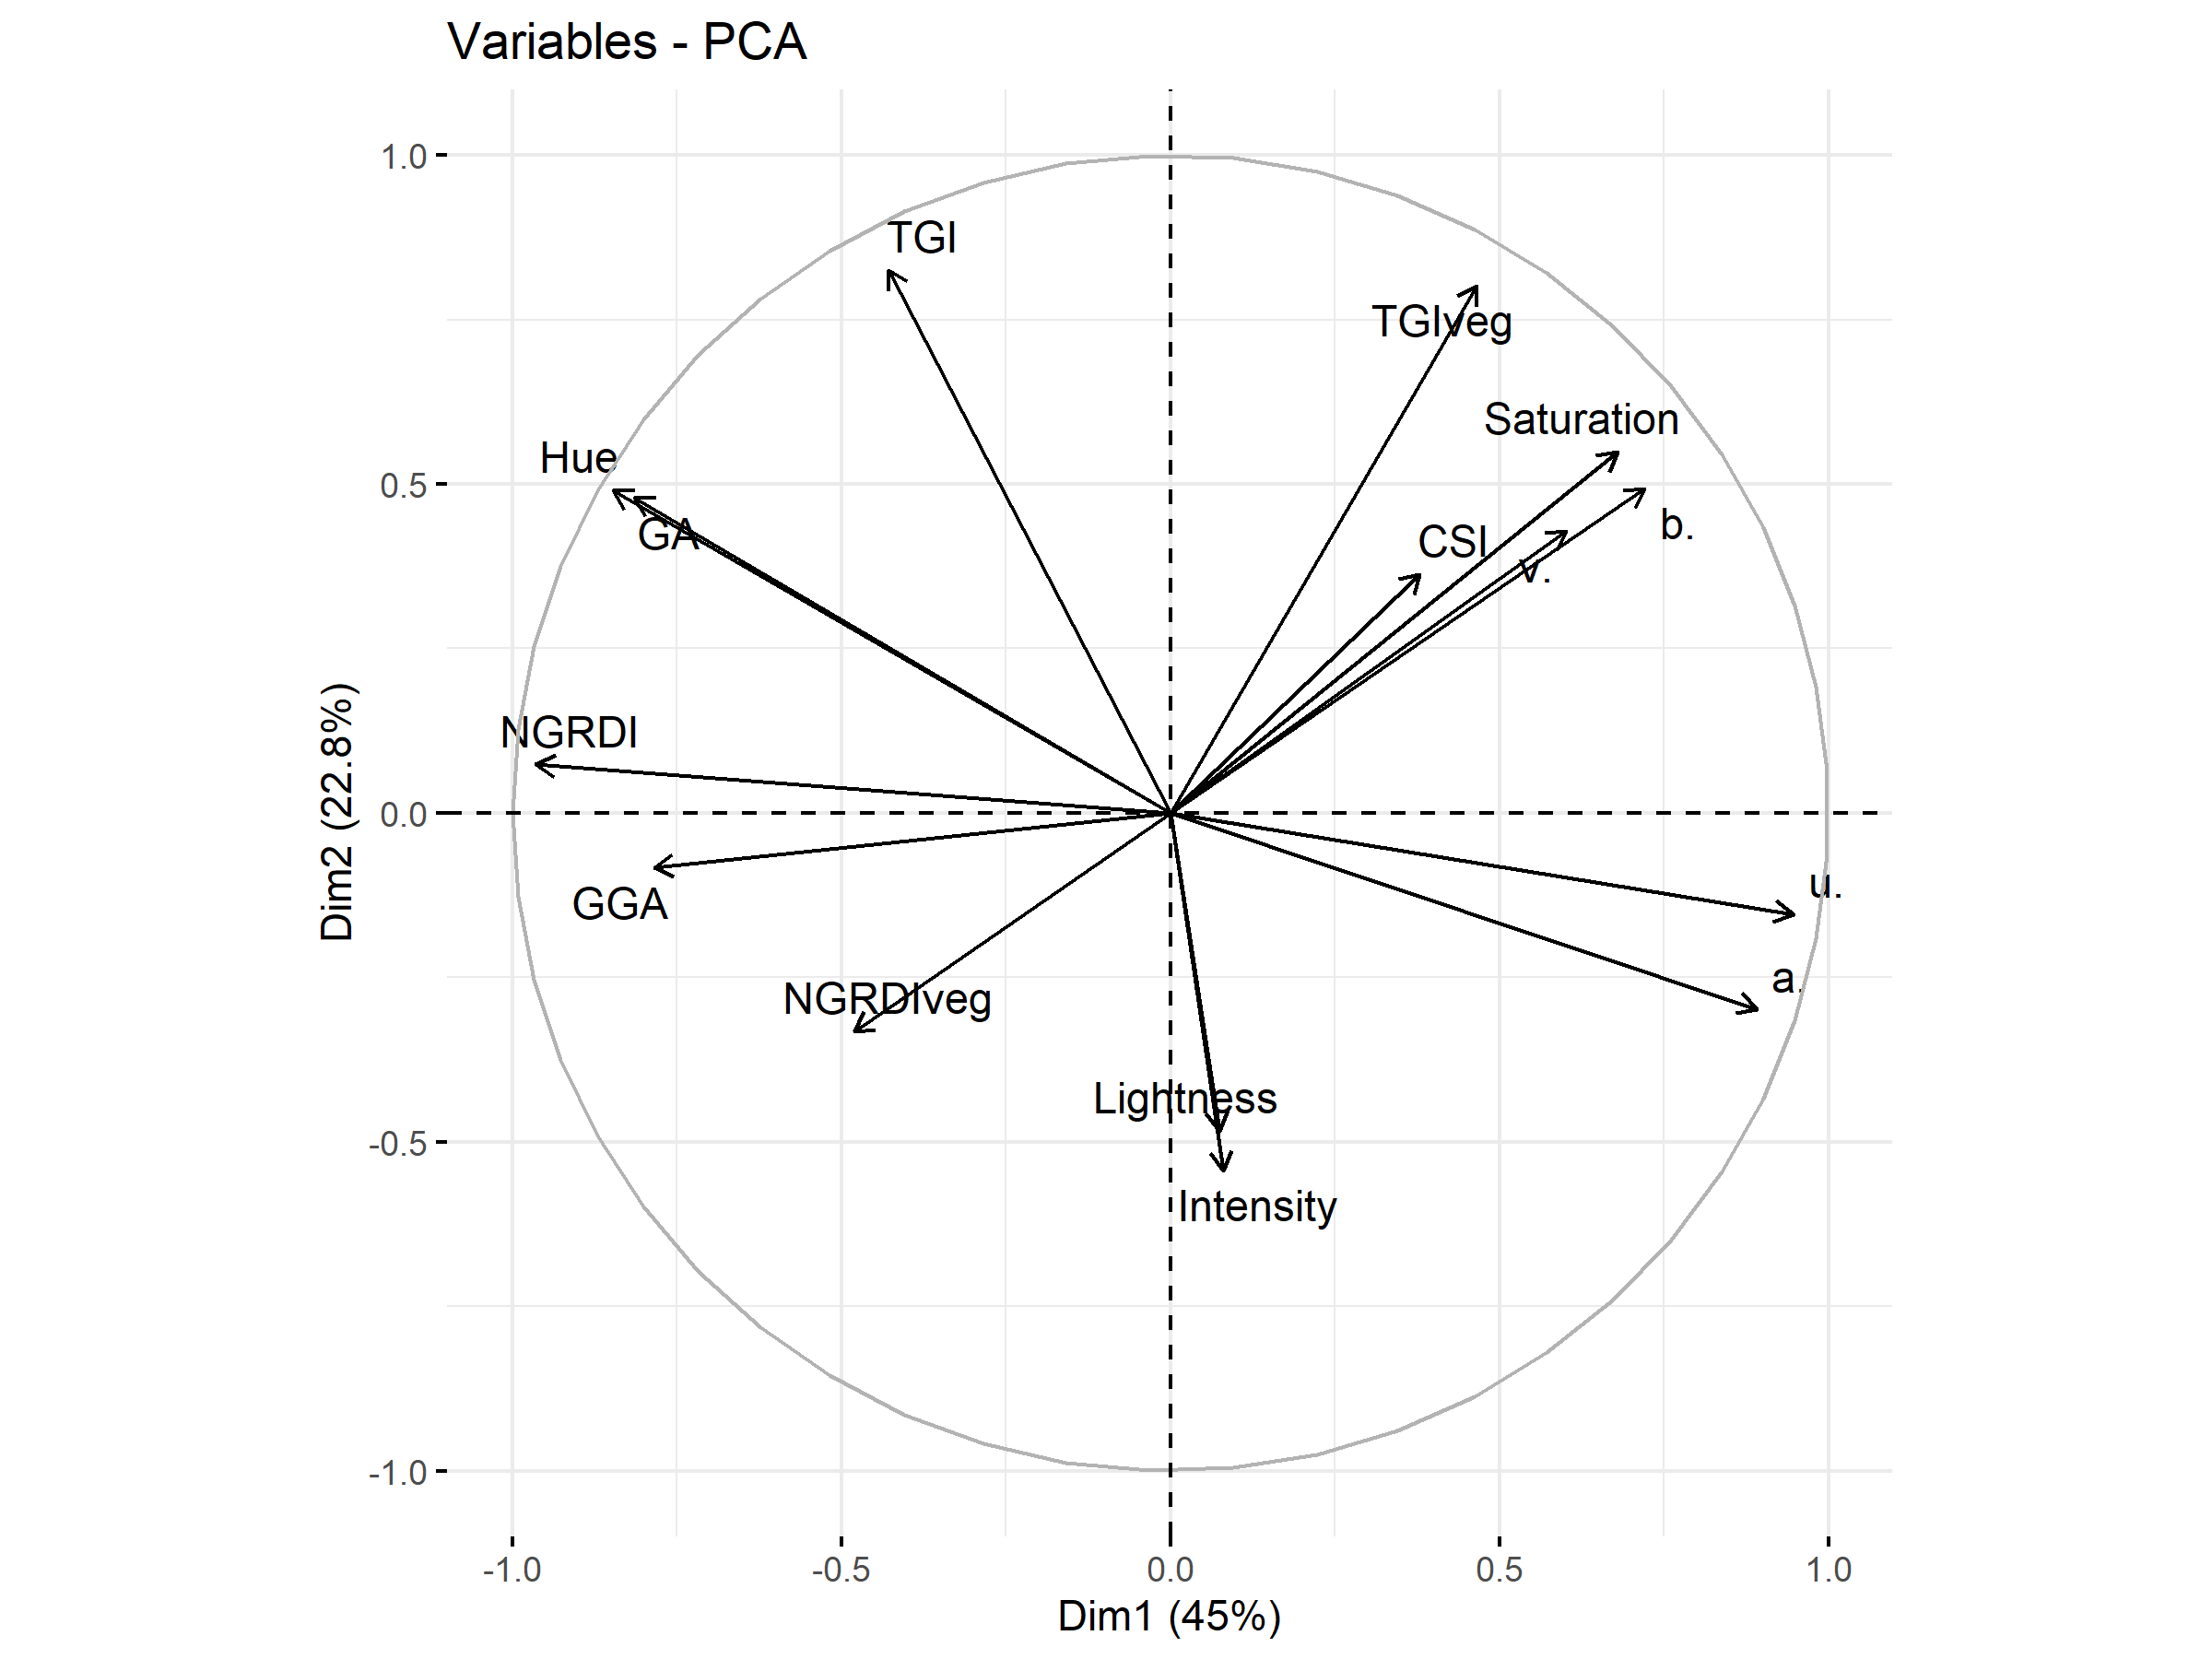 Variables - PCA
1.0
TGI
TGIveg
Saturation
Hue
0.5
b.
GA
CSI
v.
NGRDI
Dim2 (22.8%)
0.0
u.
GGA
a.
NGRDIveg
Lightness
-0.5
Intensity
-1.0
-1.0 -0.5 0.0 0.5 1.0
Dim1 (45%)